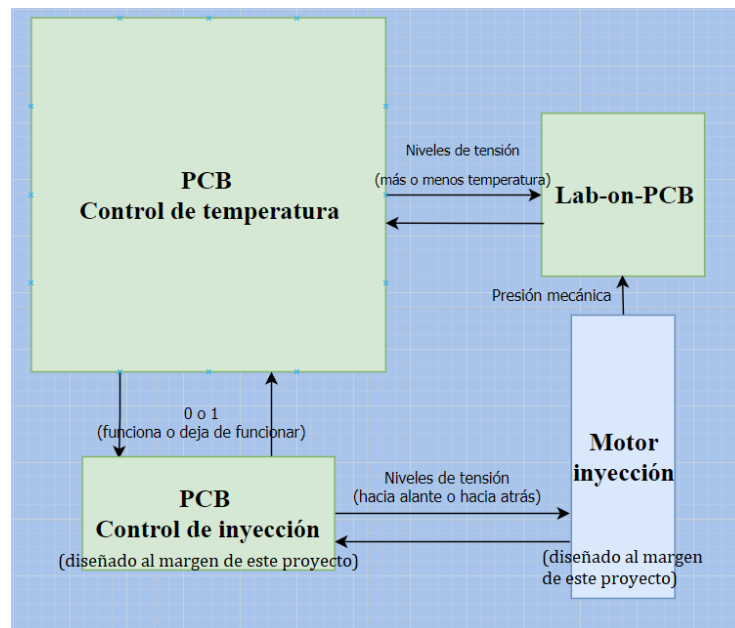 PCB
Control de temperatura
Niveles de tensión
(más o menos temperatura)
Lab-on-PCB
Presión mecánica
0 o 1
(funciona o deja de funcionar)
Motor
inyección
(diseñado al margen
de este proyecto)
Niveles de tensión
(hacia alante o hacia atrás)
PCB
Control de inyección
(diseñado al margen de este proyecto)